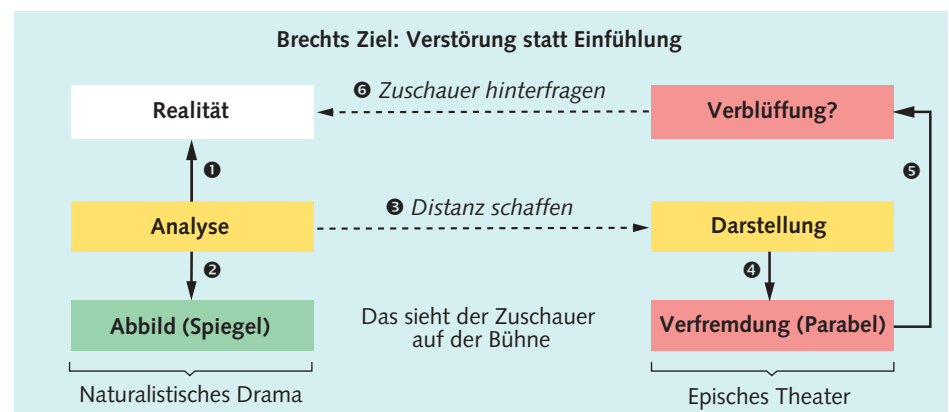 Brechts Ziel: Verstörung statt Einfühlung
Realität
❻ Zuschauer hinterfragen
Verblüffung?
❶
❺
Analyse
❸ Distanz schaffen
Darstellung
❷
❹
Abbild (Spiegel)
Das sieht der Zuschauer
auf der Bühne
Verfremdung (Parabel)
Naturalistisches Drama
Episches Theater